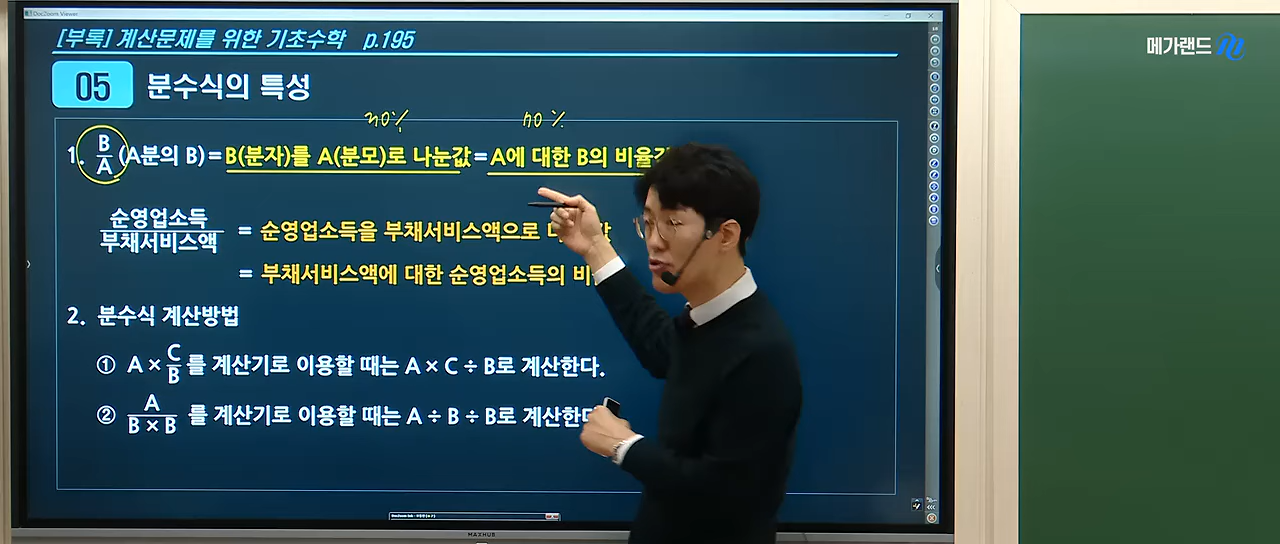 DocZoom Viewer
[부록] 계산문제를 위한 기초수학 p.195
메가랜드
05 분수식의 특성
30% 70%
1. B/A (A분의 B)=B(분자)를 A(분모)로 나눈값=A에 대한 B의 비율
순영업소득/부채서비스액 = 순영업소득을 부채서비스액으로
= 부채서비스액에 대한 순영업소득의
2. 분수식 계산방법
① A × C/B 를 계산기로 이용할 때는 A × C ÷ B로 계산한다.
② A/B × B 를 계산기로 이용할 때는 A ÷ B ÷ B로
MAXHUB